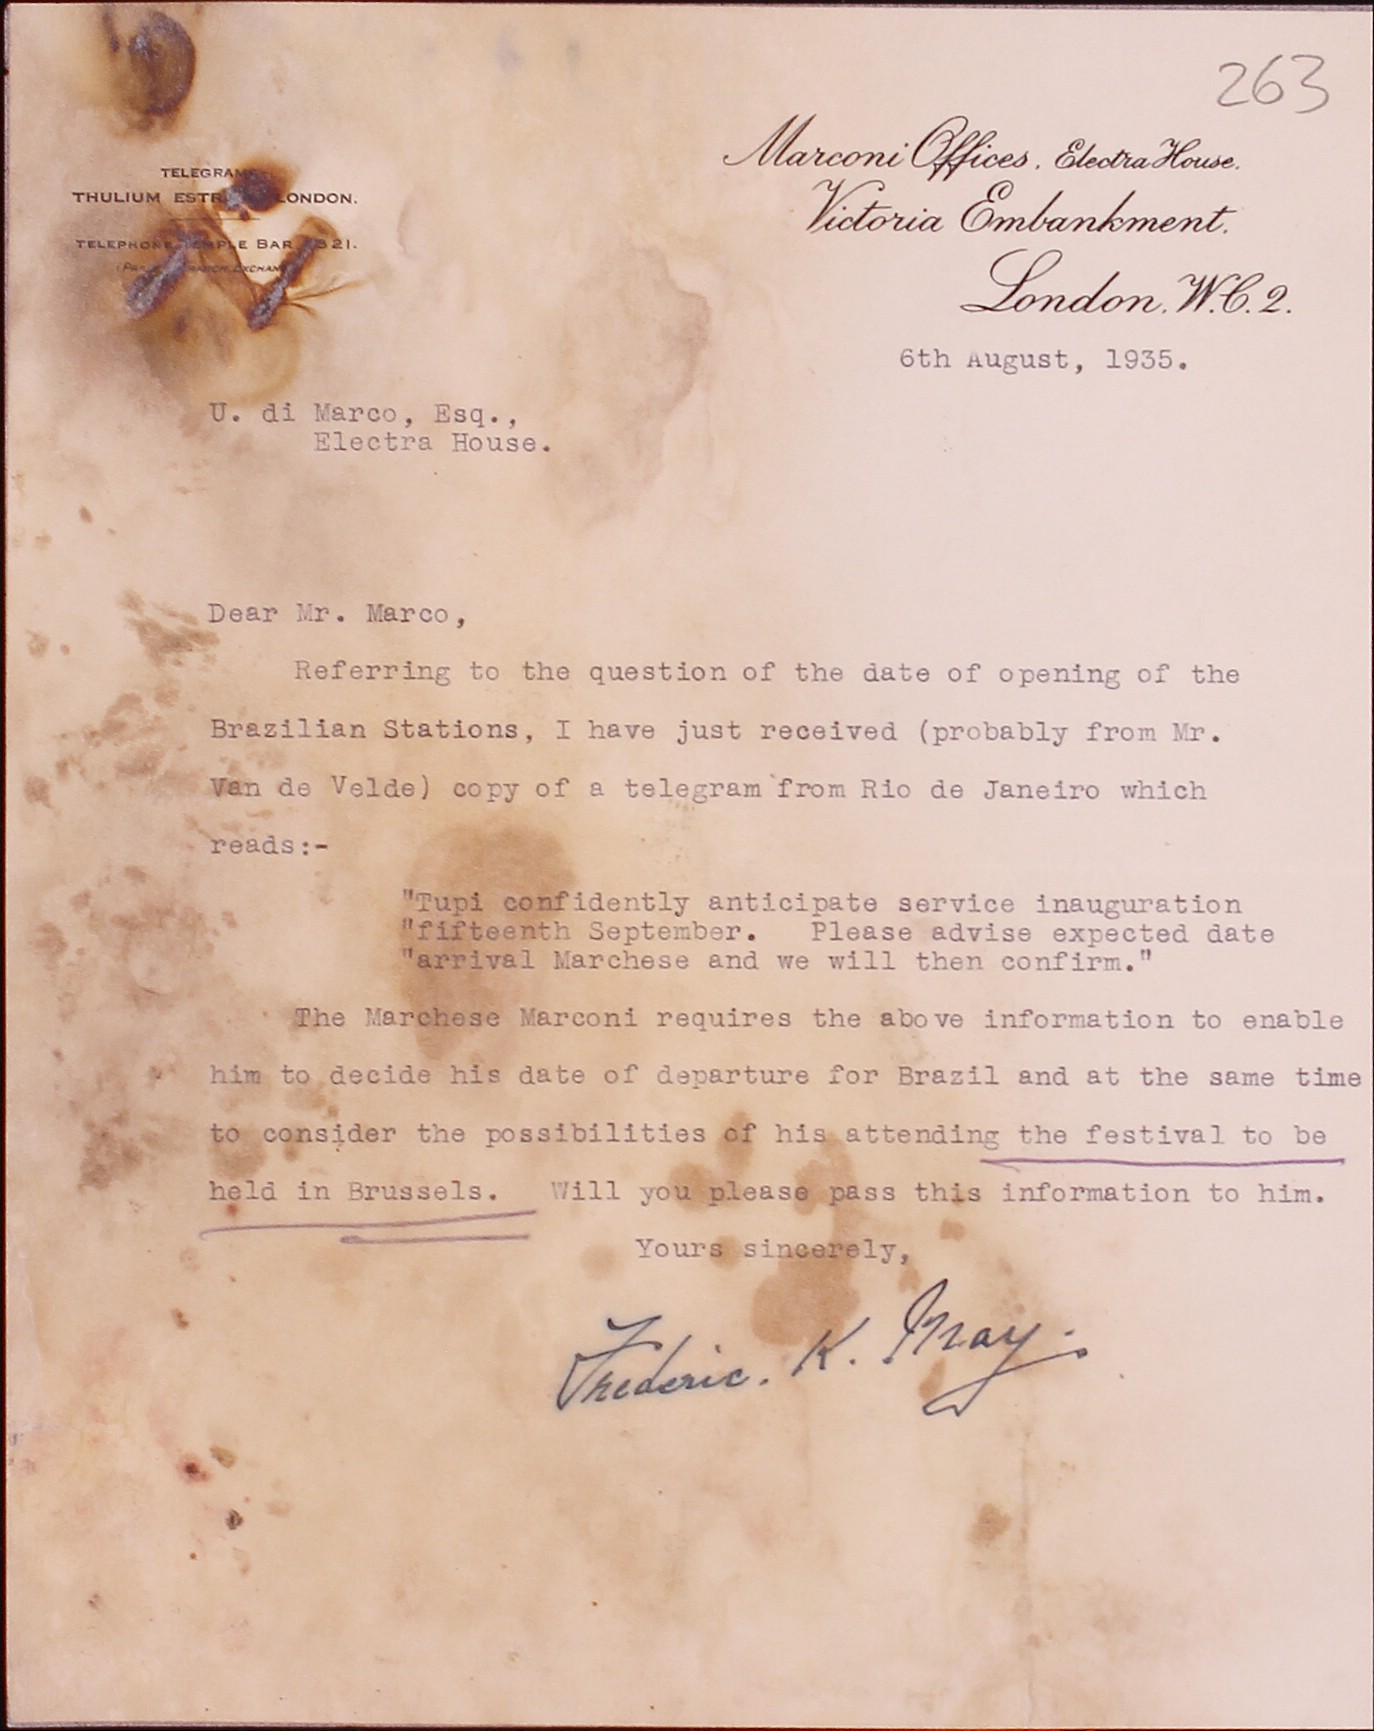 263
TELEGRAMS
THULIUM LONDON.
TELEPHONE TEMPLE BAR
Marconi Offices, Electra House.
Victoria Embankment.
London. W.C.2.
6th August, 1935.
U. di Marco, Esq.,
Electra House.
Dear Mr. Marco,
Referring to the question of the date of opening of the
Brazilian Stations, I have just received (probably from Mr.
Van de Velde) copy of a telegram from Rio de Janeiro which
reads:-
"Tupi confidently anticipate service inauguration
"fifteenth September. Please advise expected date
"arrival Marchese and we will then confirm."
The Marchese Marconi requires the above information to enable
him to decide his date of departure for Brazil and at the same time
to consider the possibilities of his attending the festival to be
held in Brussels. Will you please pass this information to him.
Yours sincerely,
Frederic. K. May.